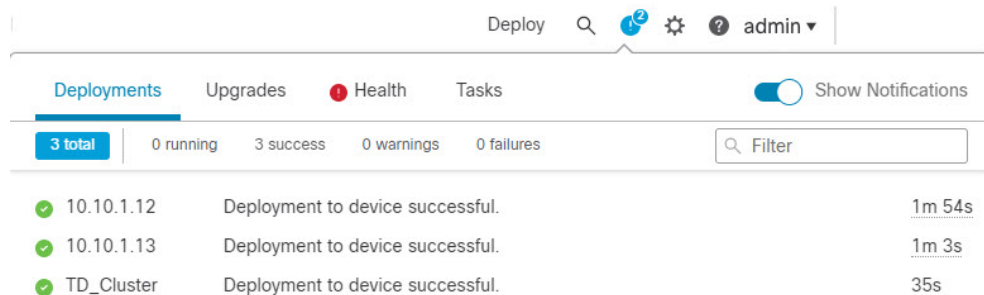 Deploy 2 admin
Deployments Upgrades Health Tasks Show Notifications
3 total 0 running 3 success 0 warnings 0 failures Filter
10.10.1.12 Deployment to device successful. 1m 54s
10.10.1.13 Deployment to device successful. 1m 3s
TD_Cluster Deployment to device successful. 35s